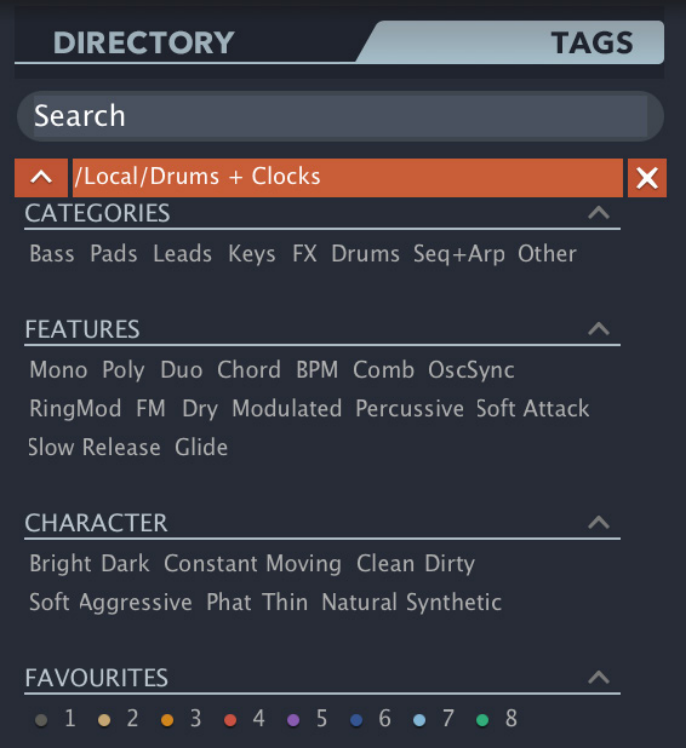 DIRECTORY TAGS
Search
/Local/Drums + Clocks
CATEGORIES
Bass Pads Leads Keys FX Drums Seq+Arp Other
FEATURES
Mono Poly Duo Chord BPM Comb OscSync
RingMod FM Dry Modulated Percussive Soft Attack
Slow Release Glide
CHARACTER
Bright Dark Constant Moving Clean Dirty
Soft Aggressive Phat Thin Natural Synthetic
FAVOURITES
1 2 3 4 5 6 7 8